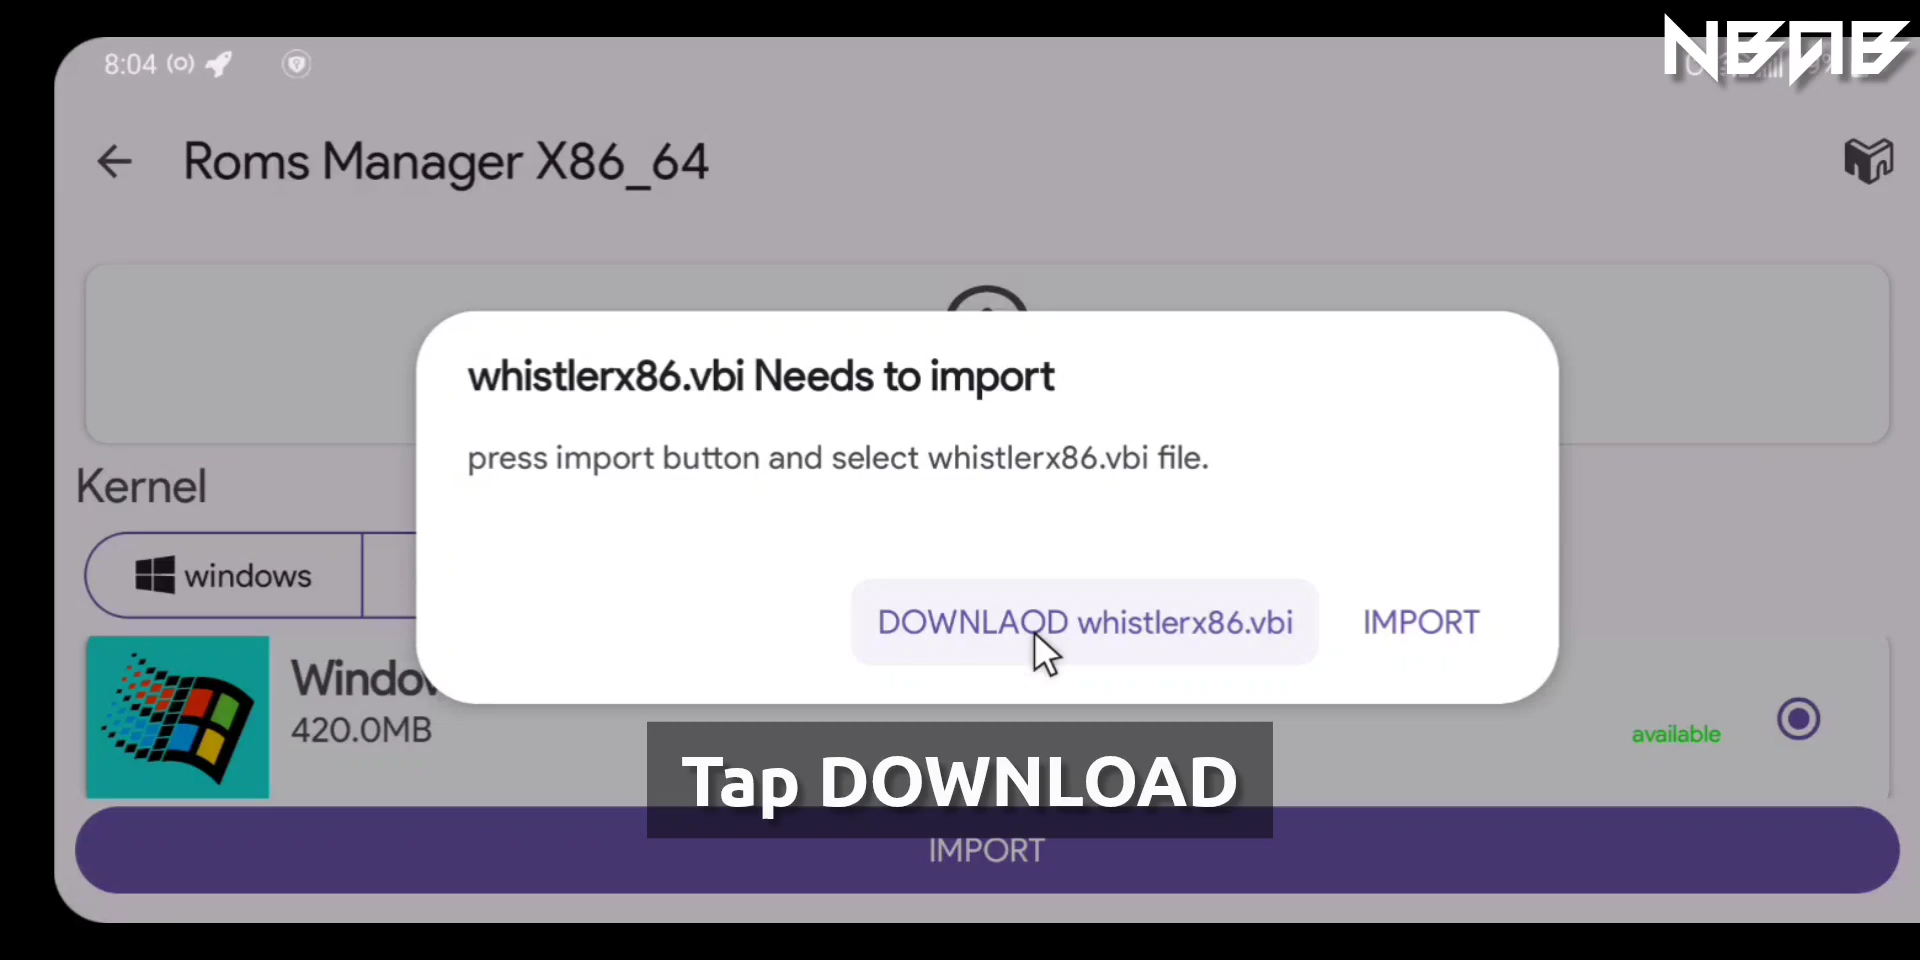 8:04
NBAB
Roms Manager X86_64
whistlerx86.vbi Needs to import
press import button and select whistlerx86.vbi file.
Kernel
windows
DOWNLAOD whistlerx86.vbi
IMPORT
420.0MB
available
Tap DOWNLOAD
IMPORT